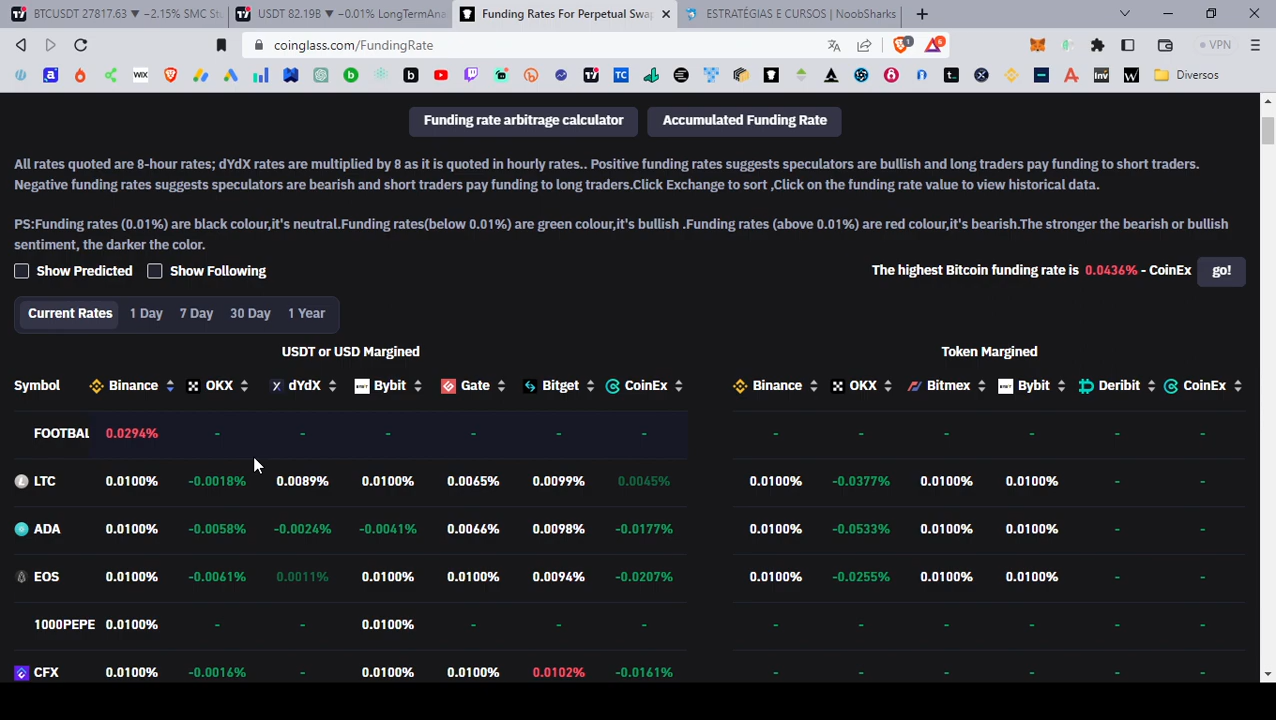 BTCUSDT 27817.63 ▼ −2.15% SMC St
USDT 82.19B ▼ −0.01% LongTermAna
Funding Rates For Perpetual Swap
ESTRATÉGIAS E CURSOS | NoobSharks
coinglass.com/FundingRate
1
6
VPN
WIX
b
TC
t.
Inv
W
Diversos
Funding rate arbitrage calculator
Accumulated Funding Rate
All rates quoted are 8-hour rates; dYdX rates are multiplied by 8 as it is quoted in hourly rates.. Positive funding rates suggests speculators are bullish and long traders pay funding to short traders.
Negative funding rates suggests speculators are bearish and short traders pay funding to long traders.Click Exchange to sort ,Click on the funding rate value to view historical data.
PS:Funding rates (0.01%) are black colour,it's neutral.Funding rates(below 0.01%) are green colour,it's bullish .Funding rates (above 0.01%) are red colour,it's bearish.The stronger the bearish or bullish
sentiment, the darker the color.
Show Predicted Show Following
The highest Bitcoin funding rate is 0.0436% - CoinEx go!
Current Rates 1 Day 7 Day 30 Day 1 Year
USDT or USD Margined Token Margined
Symbol Binance OKX dYdX Bybit Gate Bitget CoinEx Binance OKX Bitmex Bybit Deribit CoinEx
FOOTBAL 0.0294% - - - - - - - - - - - -
LTC 0.0100% -0.0018% 0.0089% 0.0100% 0.0065% 0.0099% 0.0045% 0.0100% -0.0377% 0.0100% 0.0100% - -
ADA 0.0100% -0.0058% -0.0024% -0.0041% 0.0066% 0.0098% -0.0177% 0.0100% -0.0533% 0.0100% 0.0100% - -
EOS 0.0100% -0.0061% 0.0011% 0.0100% 0.0100% 0.0094% -0.0207% 0.0100% -0.0255% 0.0100% 0.0100% - -
1000PEPE 0.0100% - - 0.0100% - - - - - - - - -
CFX 0.0100% -0.0016% - 0.0100% 0.0100% 0.0102% -0.0161% - - - - - -